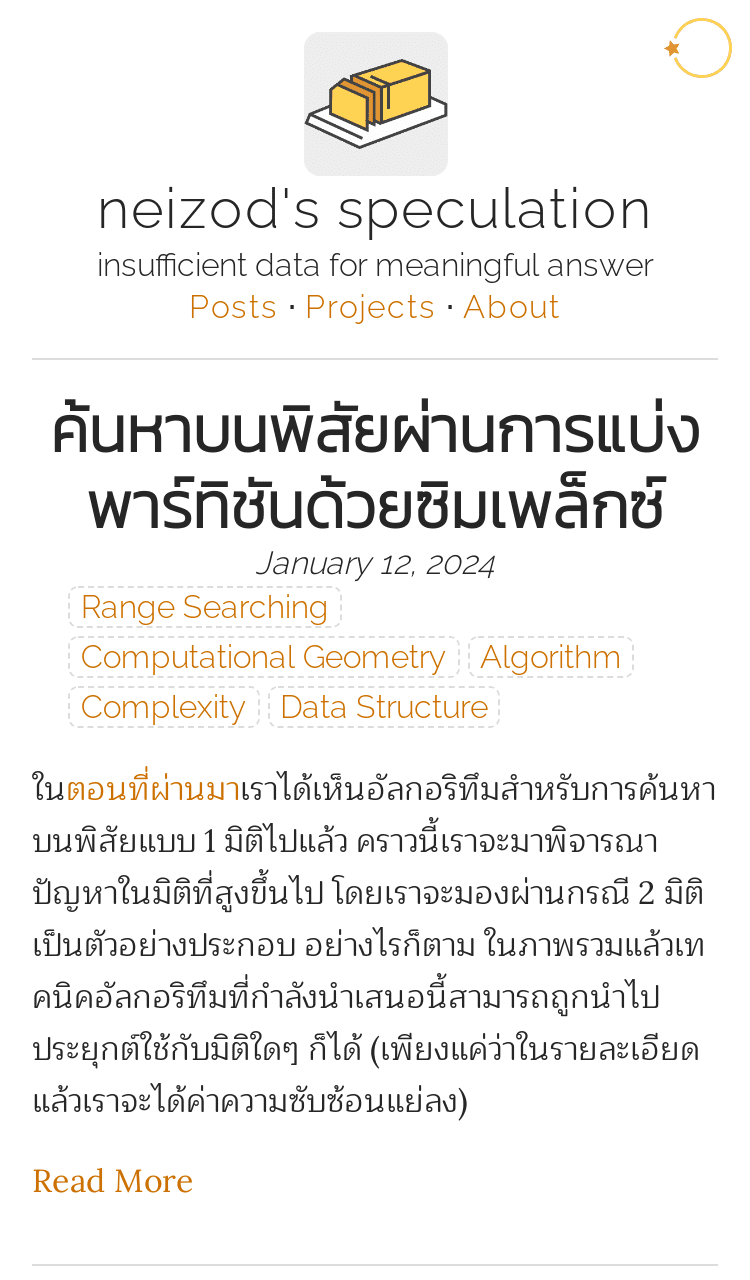 neizod's speculation
insufficient data for meaningful answer
Posts · Projects · About
ค้นหาบนพิสัยผ่านการแบ่ง
พาร์ทิชันด้วยซิมเพล็กซ์
January 12, 2024
Range Searching
Computational Geometry Algorithm
Complexity Data Structure
ในตอนที่ผ่านมาเราได้เห็นอัลกอริทึมสำหรับการค้นหา
บนพิสัยแบบ 1 มิติไปแล้ว คราวนี้เราจะมาพิจารณา
ปัญหาในมิติที่สูงขึ้นไป โดยเราจะมองผ่านกรณี 2 มิติ
เป็นตัวอย่างประกอบ อย่างไรก็ตาม ในภาพรวมแล้วเท
คนิคอัลกอริทึมที่กำลังนำเสนอนี้สามารถถูกนำไป
ประยุกต์ใช้กับมิติใดๆ ก็ได้ (เพียงแค่ว่าในรายละเอียด
แล้วเราจะได้ค่าความซับซ้อนแย่ลง)
Read More